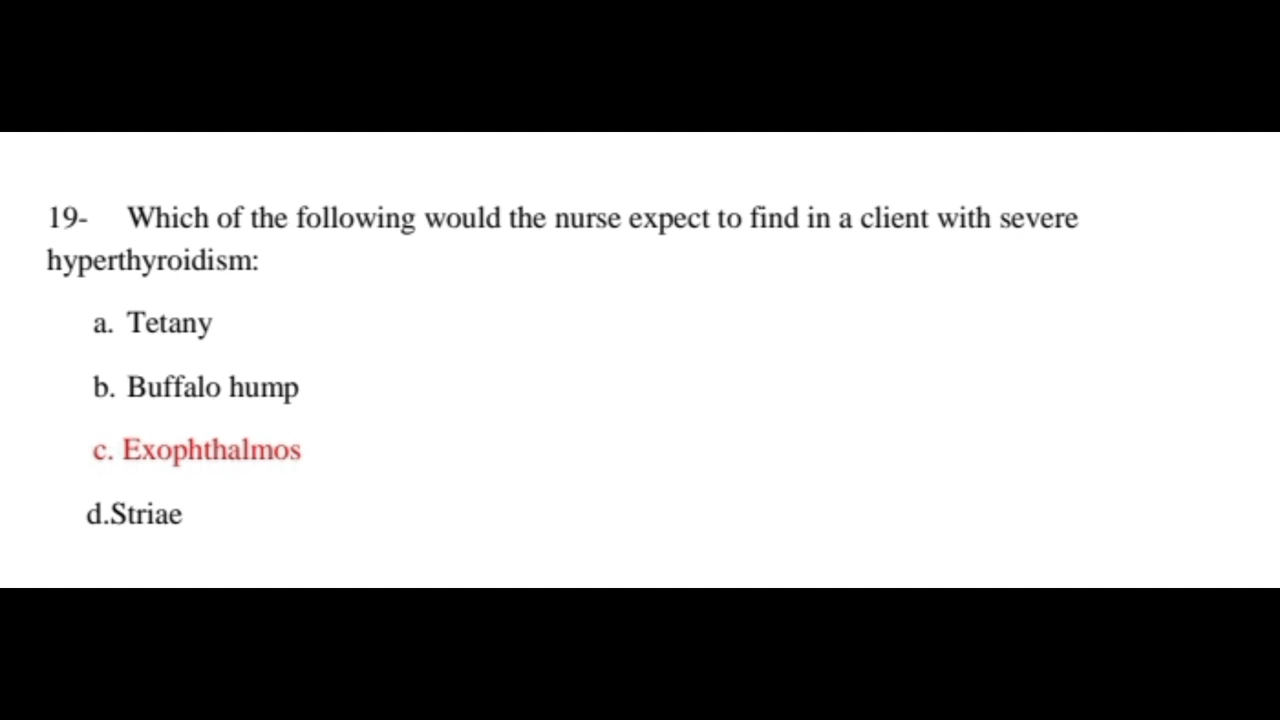 19- Which of the following would the nurse expect to find in a client with severe
hyperthyroidism:
a. Tetany
b. Buffalo hump
c. Exophthalmos
d.Striae